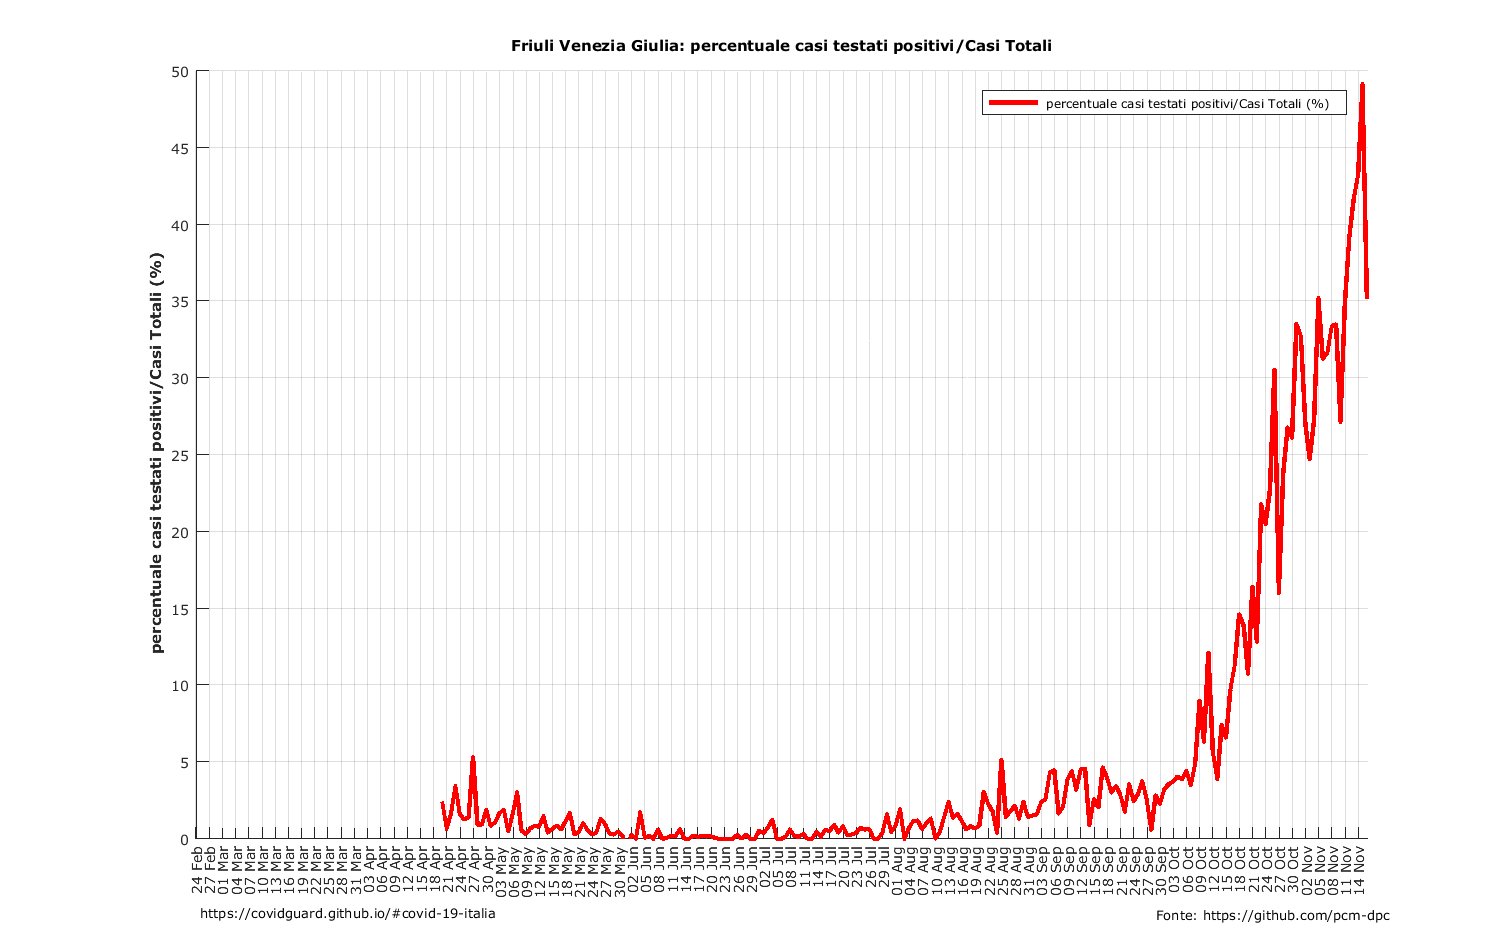 Friuli Venezia Giulia: percentuale casi testati positivi/Casi Totali
percentuale casi testati positivi/Casi Totali (%)
percentuale casi testati positivi/Casi Totali (%)
50
45
40
35
30
25
20
15
10
5
0
24 Feb
27 Feb
01 Mar
04 Mar
07 Mar
10 Mar
13 Mar
16 Mar
19 Mar
22 Mar
25 Mar
28 Mar
31 Mar
03 Apr
06 Apr
09 Apr
12 Apr
15 Apr
18 Apr
21 Apr
24 Apr
27 Apr
30 Apr
03 May
06 May
09 May
12 May
15 May
18 May
21 May
24 May
27 May
30 May
02 Jun
05 Jun
08 Jun
11 Jun
14 Jun
17 Jun
20 Jun
23 Jun
26 Jun
29 Jun
02 Jul
05 Jul
08 Jul
11 Jul
14 Jul
17 Jul
20 Jul
23 Jul
26 Jul
29 Jul
01 Aug
04 Aug
07 Aug
10 Aug
13 Aug
16 Aug
19 Aug
22 Aug
25 Aug
28 Aug
31 Aug
03 Sep
06 Sep
09 Sep
12 Sep
15 Sep
18 Sep
21 Sep
24 Sep
27 Sep
30 Sep
03 Oct
06 Oct
09 Oct
12 Oct
15 Oct
18 Oct
21 Oct
24 Oct
27 Oct
30 Oct
02 Nov
05 Nov
08 Nov
11 Nov
14 Nov
https://covidguard.github.io/#covid-19-italia
Fonte: https://github.com/pcm-dpc